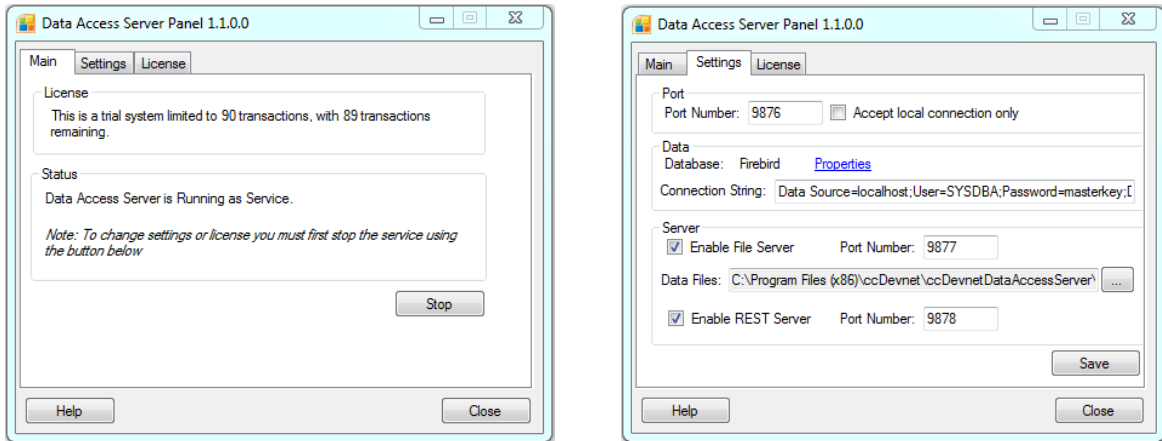 Data Access Server Panel 1.1.0.0
Main Settings License
License
This is a trial system limited to 90 transactions, with 89 transactions
remaining.
Status
Data Access Server is Running as Service.
Note: To change settings or license you must first stop the service using
the button below
Stop
Help Close
Data Access Server Panel 1.1.0.0
Main Settings License
Port
Port Number: 9876 Accept local connection only
Data
Database: Firebird Properties
Connection String: Data Source=localhost;User=SYSDBA;Password=masterkey;D
Server
Enable File Server Port Number: 9877
Data Files: C:\Program Files (x86)\ccDevnet\ccDevnetDataAccessServer\ ...
Enable REST Server Port Number: 9878
Save
Help Close